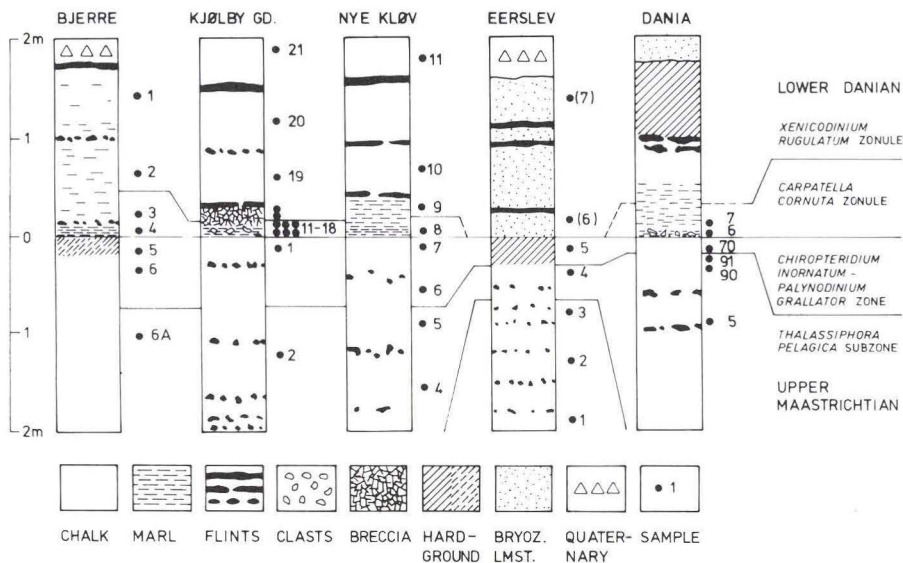 BJERRE KJØLBY GD. NYE KLØV EERSLEV DANIA
2m
1
0
1
2m
1
2
3
4
5
6
6A
21
20
19
11-18
1
2
11
10
9
8
7
6
5
4
(7)
(6)
5
4
3
2
1
7
6
70
91
90
5
LOWER DANIAN
XENICODINIUM
RUGULATUM ZONULE
CARPATELLA
CORNUTA ZONULE
CHIROPTERIDIUM
INORNATUM –
PALYNODINIUM
GRALLATOR ZONE
THALASSIPHORA
PELAGICA SUBZONE
UPPER
MAASTRICHTIAN
1
CHALK MARL FLINTS CLASTS BRECCIA HARD- BRYOZ. QUATER- SAMPLE
GROUND LMST. NARY